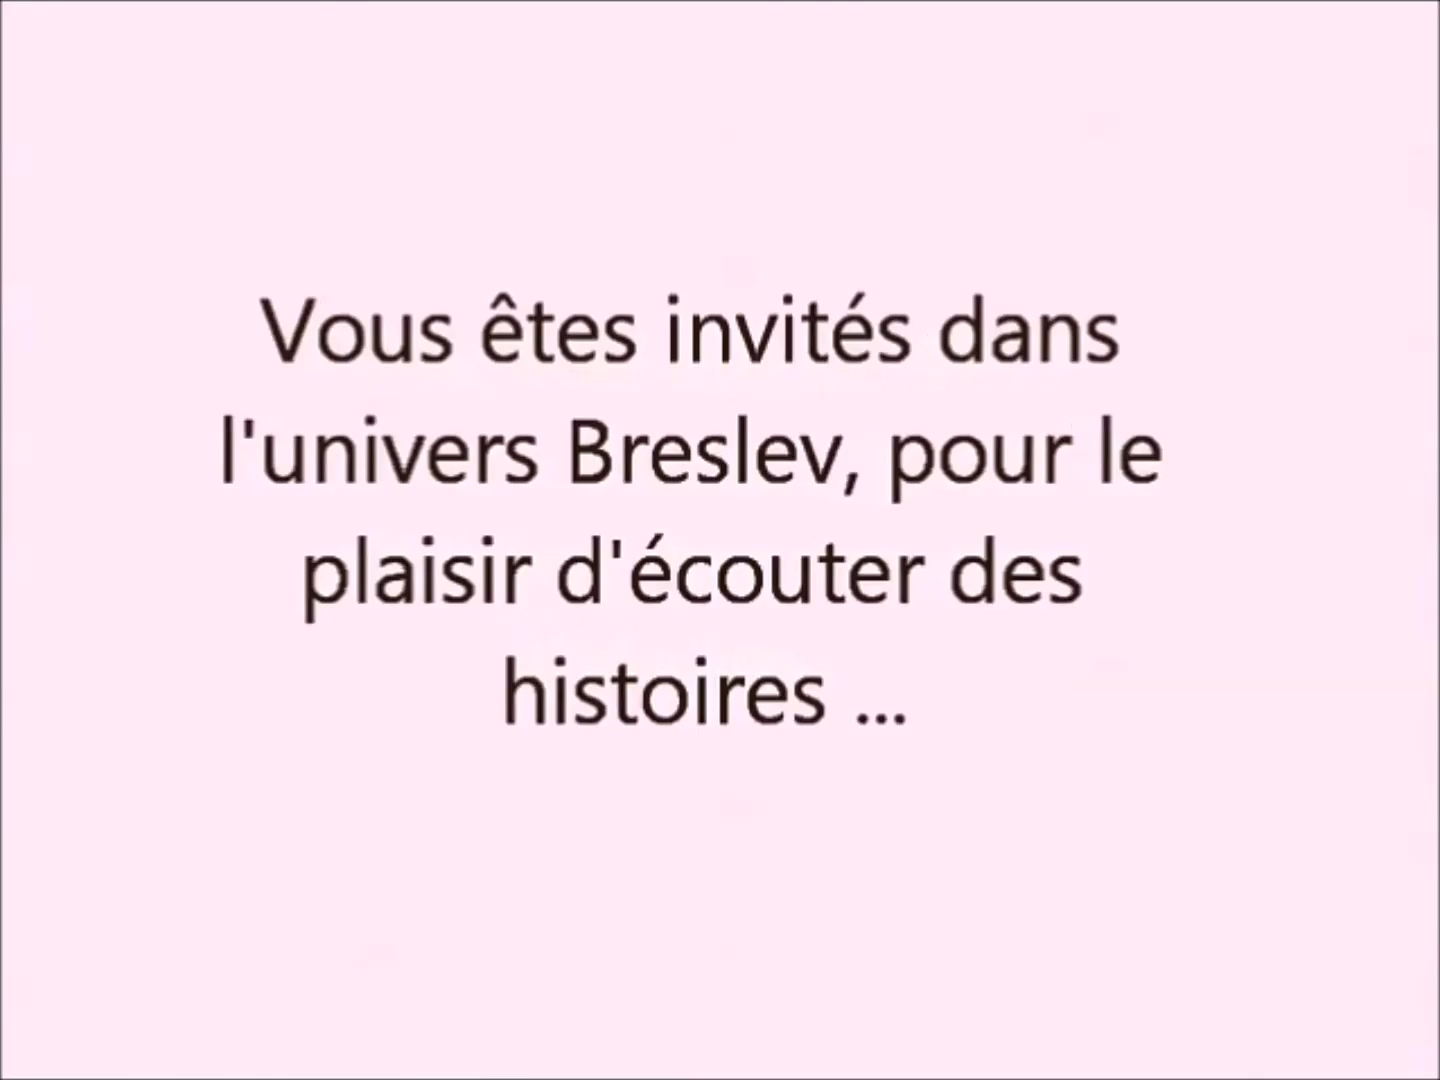 Vous êtes invités dans
l'univers Breslev, pour le
plaisir d'écouter des
histoires ...